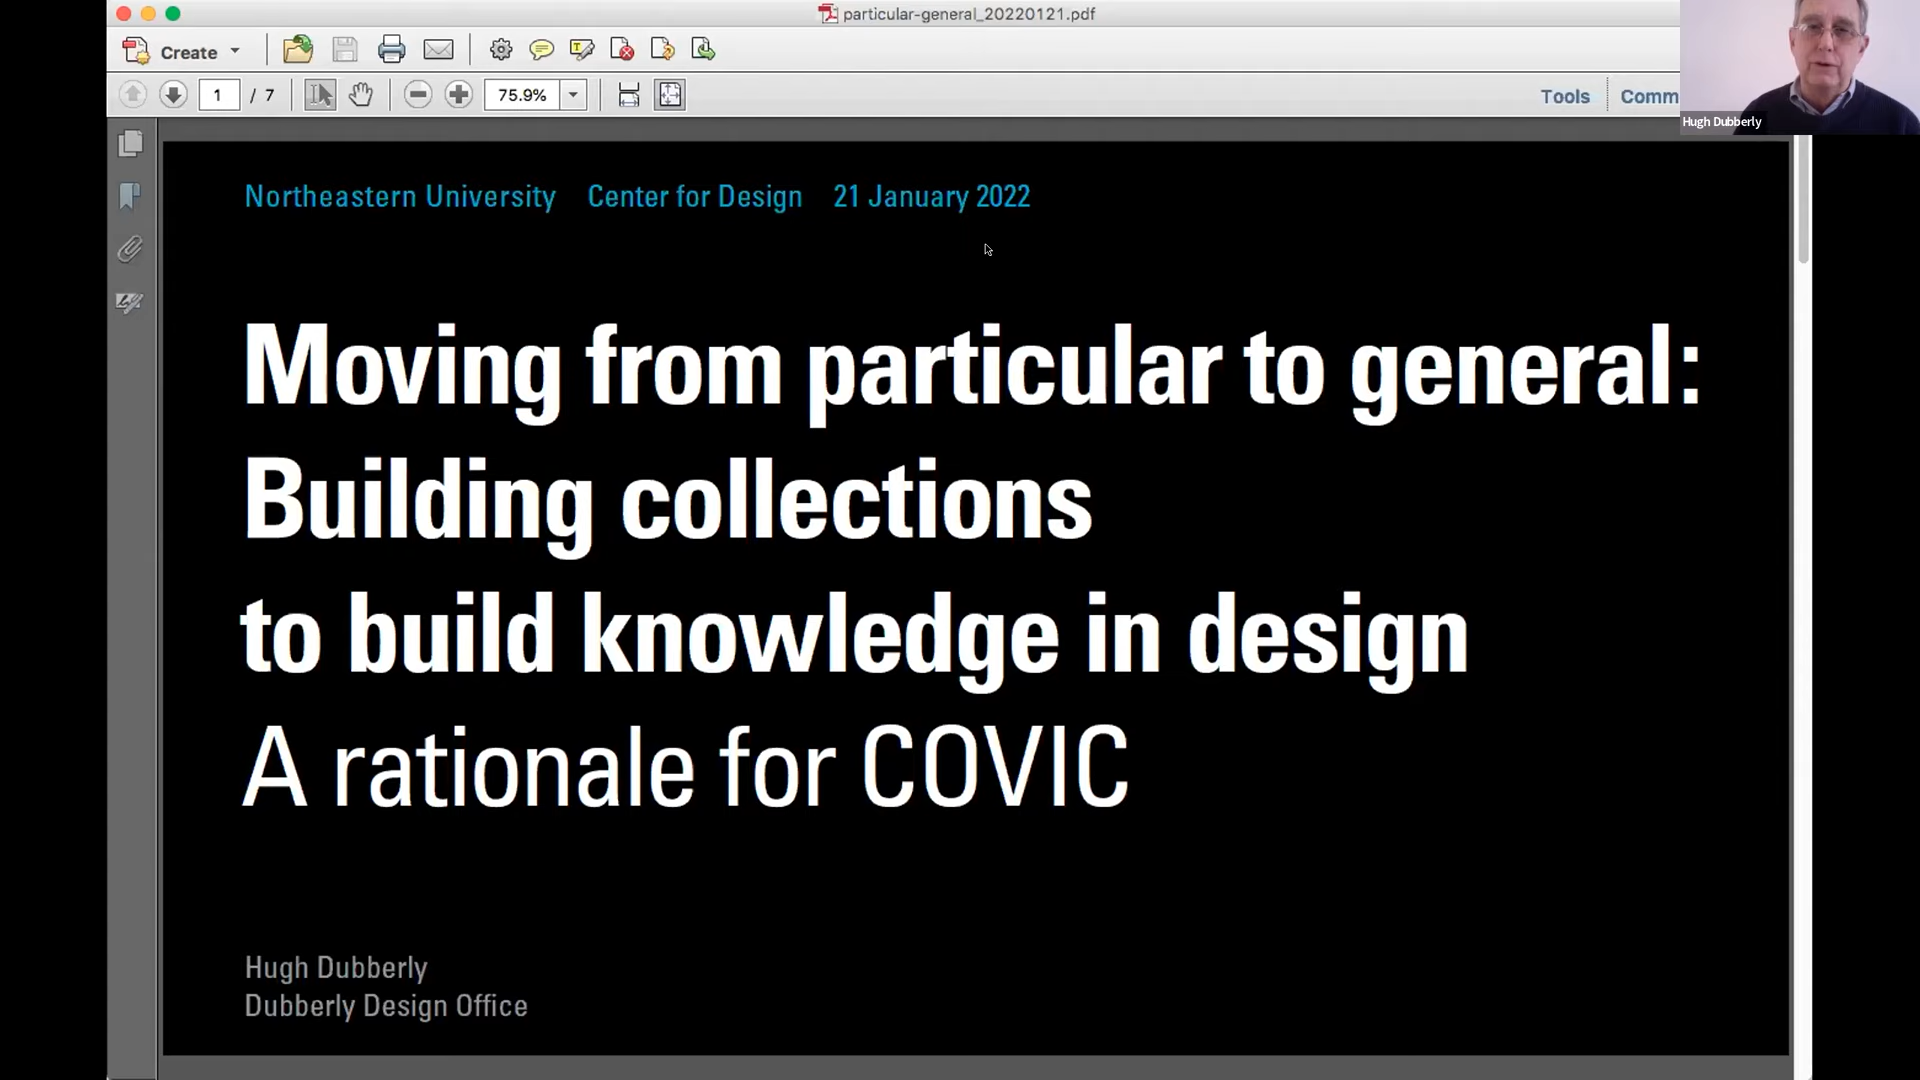 particular-general_20220121.pdf
Create
1 / 7
75.9%
Tools
Comm
Hugh Dubberly
Northeastern University Center for Design 21 January 2022
Moving from particular to general:
Building collections
to build knowledge in design
A rationale for COVIC
Hugh Dubberly
Dubberly Design Office